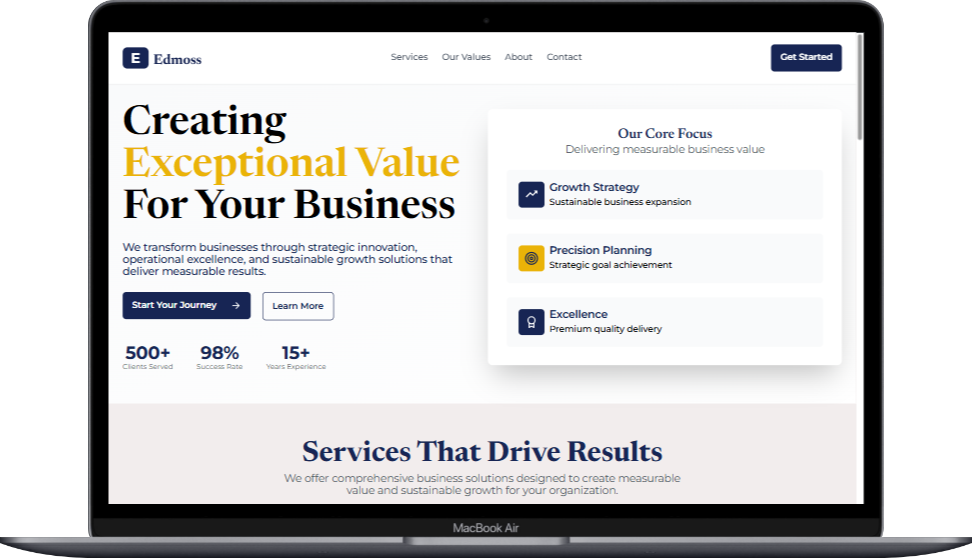 E Edmoss
Services Our Values About Contact
Get Started
Creating
Exceptional Value
For Your Business
We transform businesses through strategic innovation,
operational excellence, and sustainable growth solutions that
deliver measurable results.
Start Your Journey →
Learn More
500+ 98% 15+
Clients Served Success Rate Years Experience
Our Core Focus
Delivering measurable business value
Growth Strategy
Sustainable business expansion
Precision Planning
Strategic goal achievement
Excellence
Premium quality delivery
Services That Drive Results
We offer comprehensive business solutions designed to create measurable
value and sustainable growth for your organization.
MacBook Air